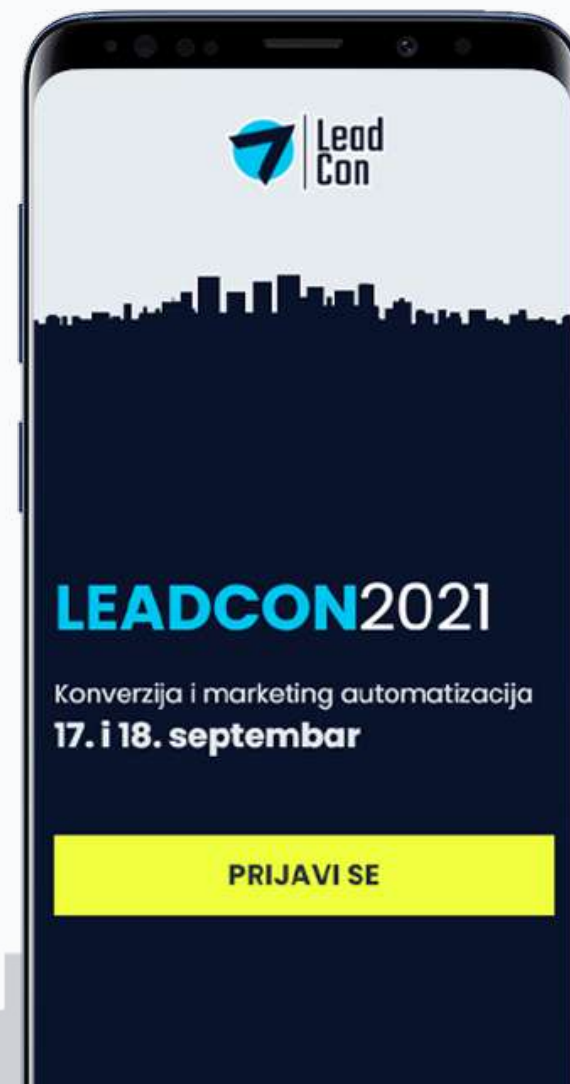 Lead
Con
LEADCON2021
Konverzija i marketing automatizacija
17. i 18. septembar
PRIJAVI SE